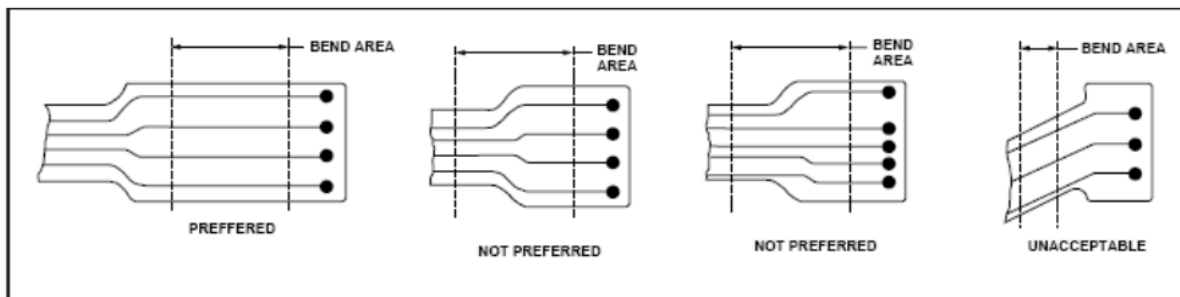 BEND AREA
PREFFERED
BEND
AREA
NOT PREFERRED
BEND
AREA
NOT PREFERRED
BEND AREA
UNACCEPTABLE